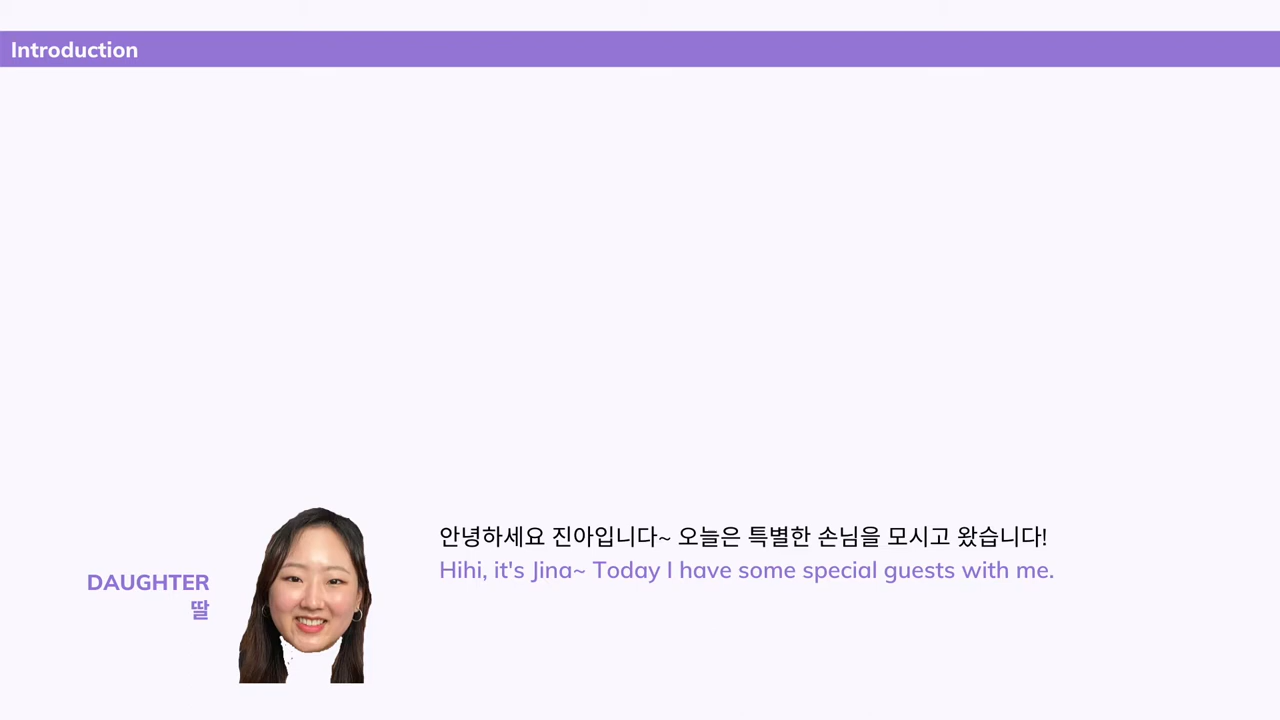 Introduction
DAUGHTER
딸
안녕하세요 진아입니다~ 오늘은 특별한 손님을 모시고 왔습니다!
Hihi, it's Jina~ Today I have some special guests with me.